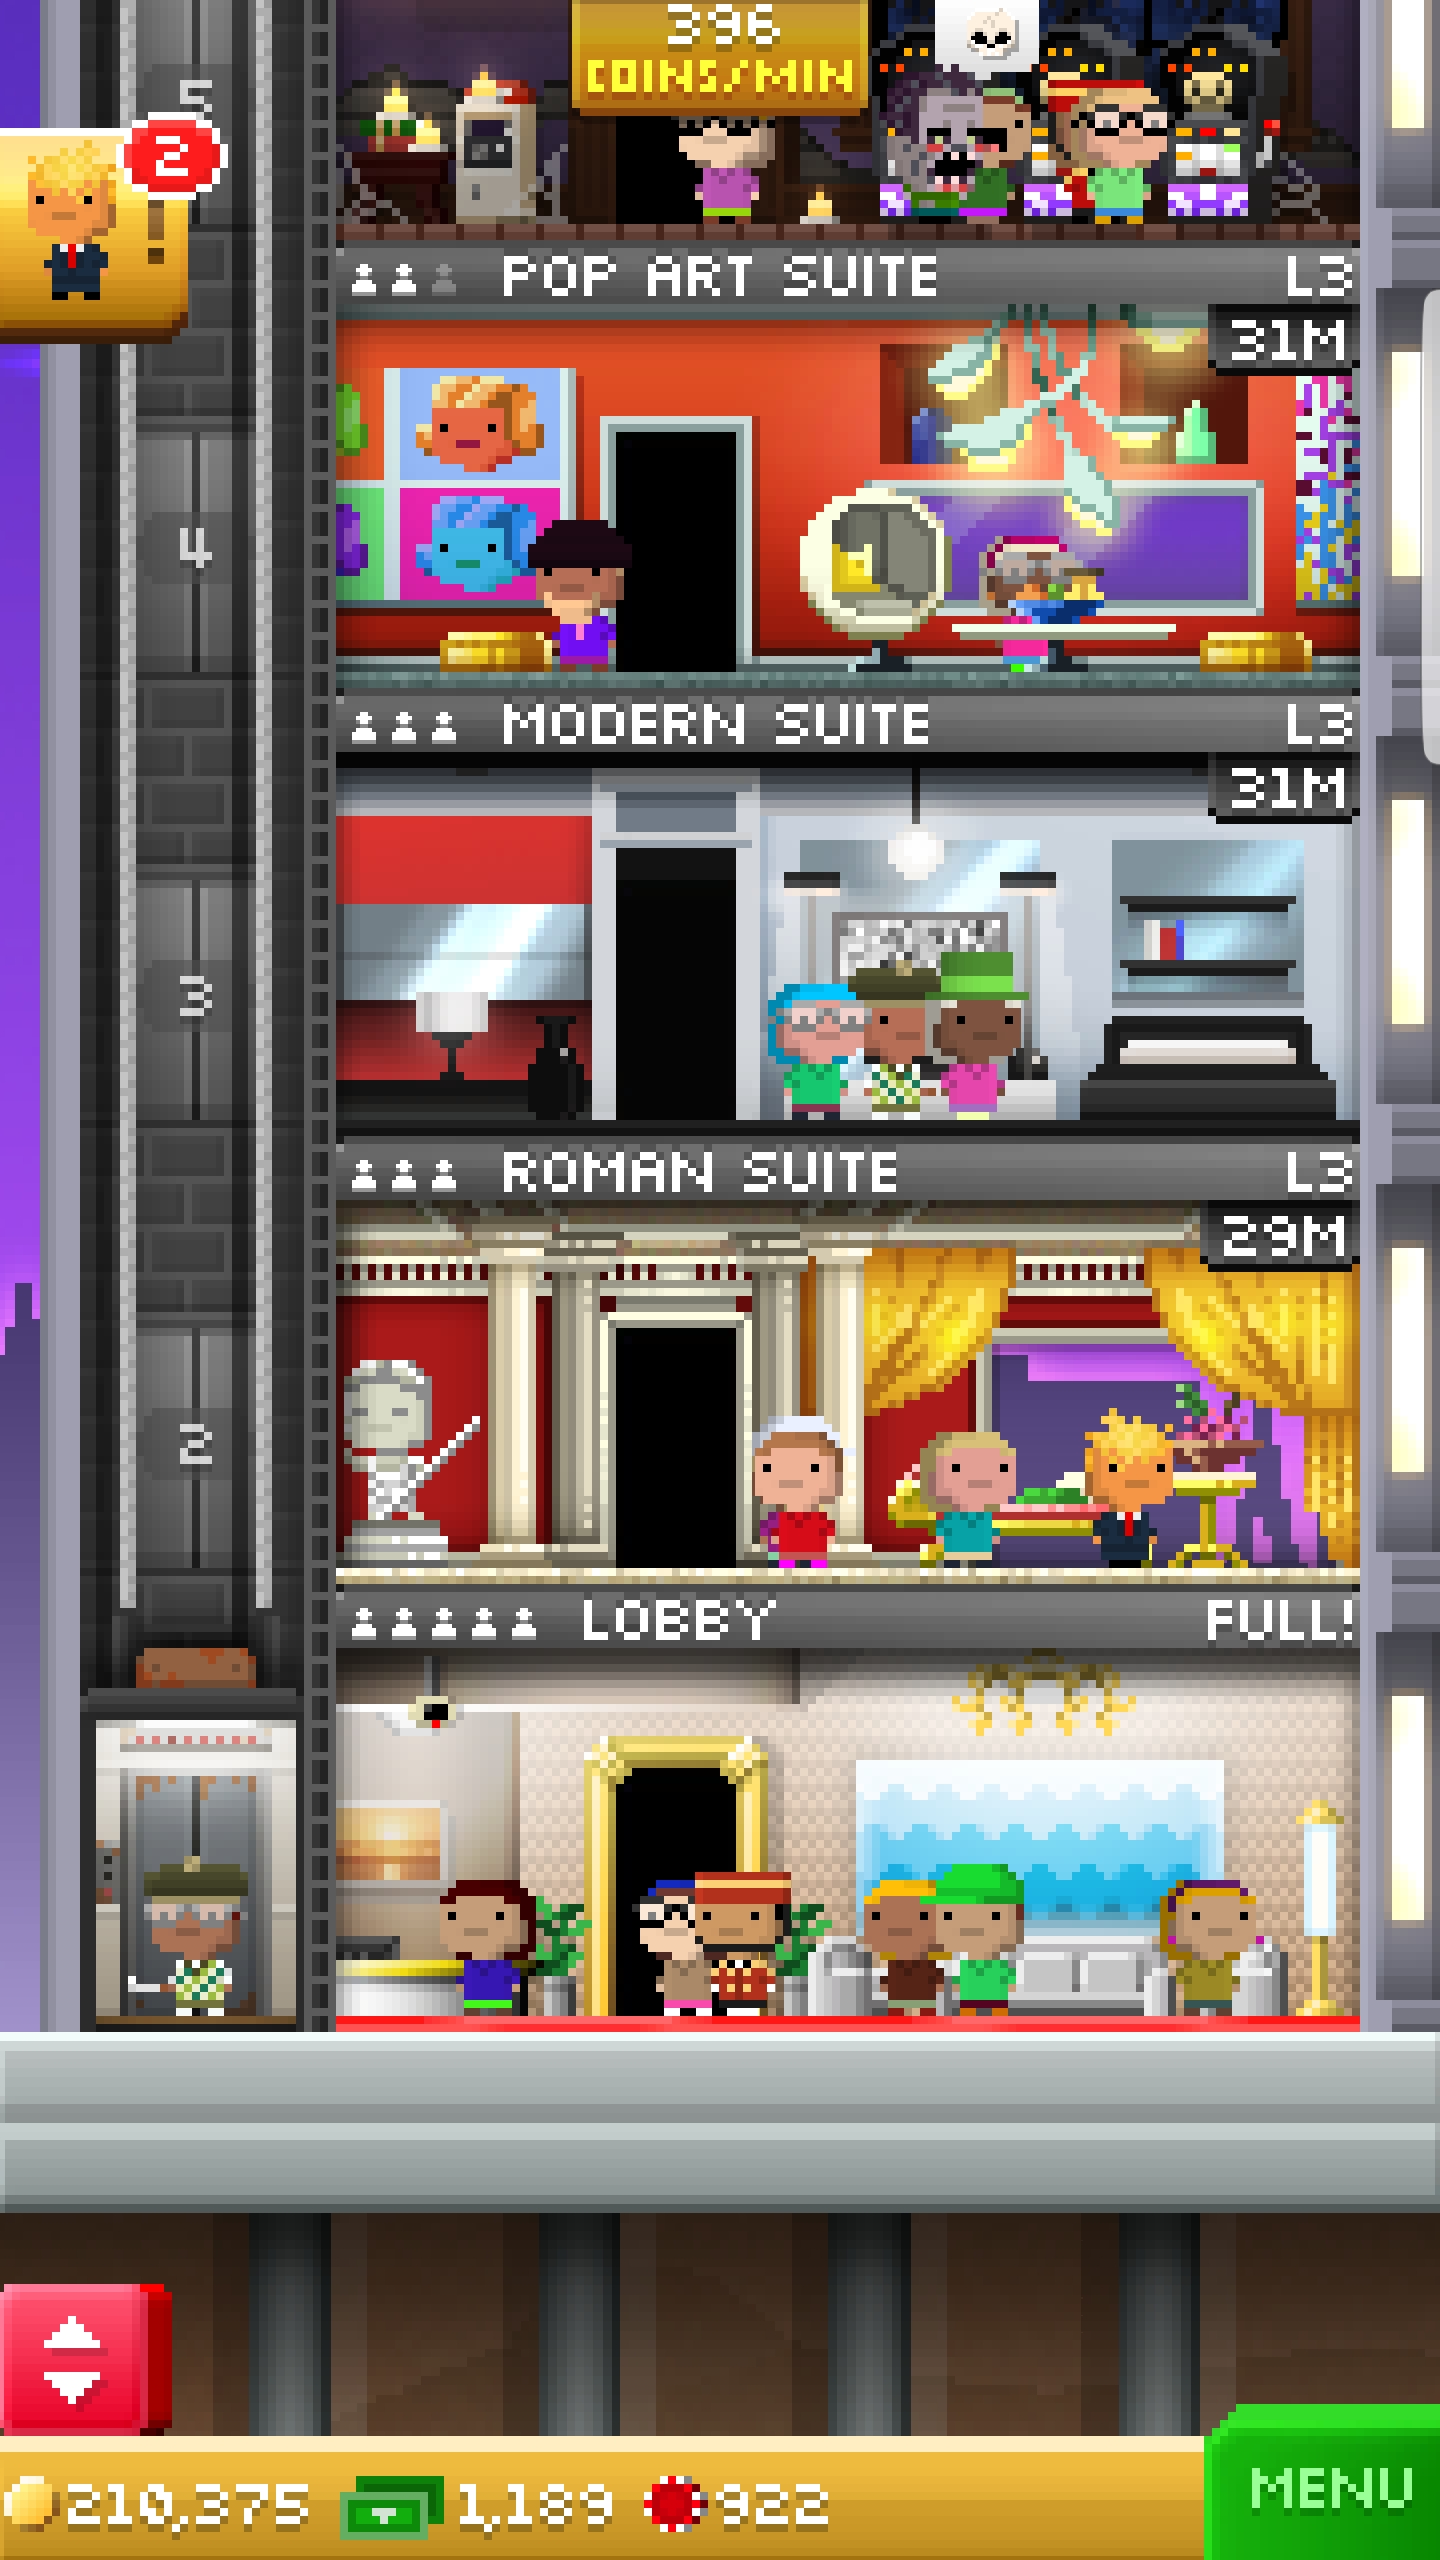 396
COINS/MIN
5
2
POP ART SUITE L3
31M
4
MODERN SUITE L3
31M
3
ROMAN SUITE L3
29M
2
LOBBY FULL!
210,375 1,189 922
MENU